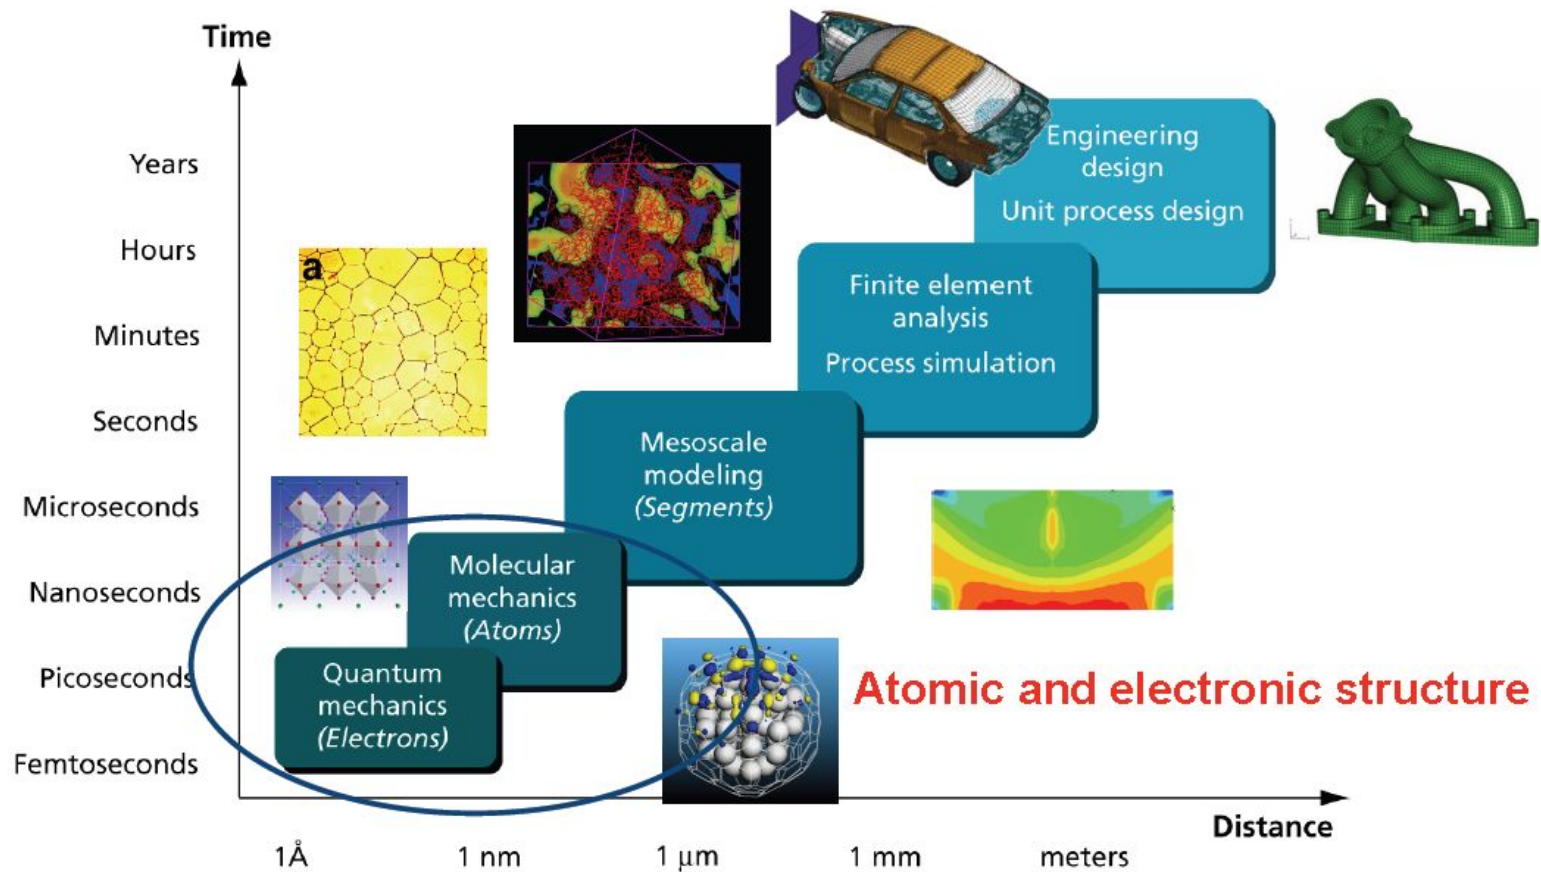 Time
Years
Hours
Minutes
Seconds
Microseconds
Nanoseconds
Picoseconds
Femtoseconds
a
Engineering
design
Unit process design
Finite element
analysis
Process simulation
Mesoscale
modeling
(Segments)
Molecular
mechanics
(Atoms)
Quantum
mechanics
(Electrons)
Atomic and electronic structure
Distance
1Å
1 nm
1 μm
1 mm
meters